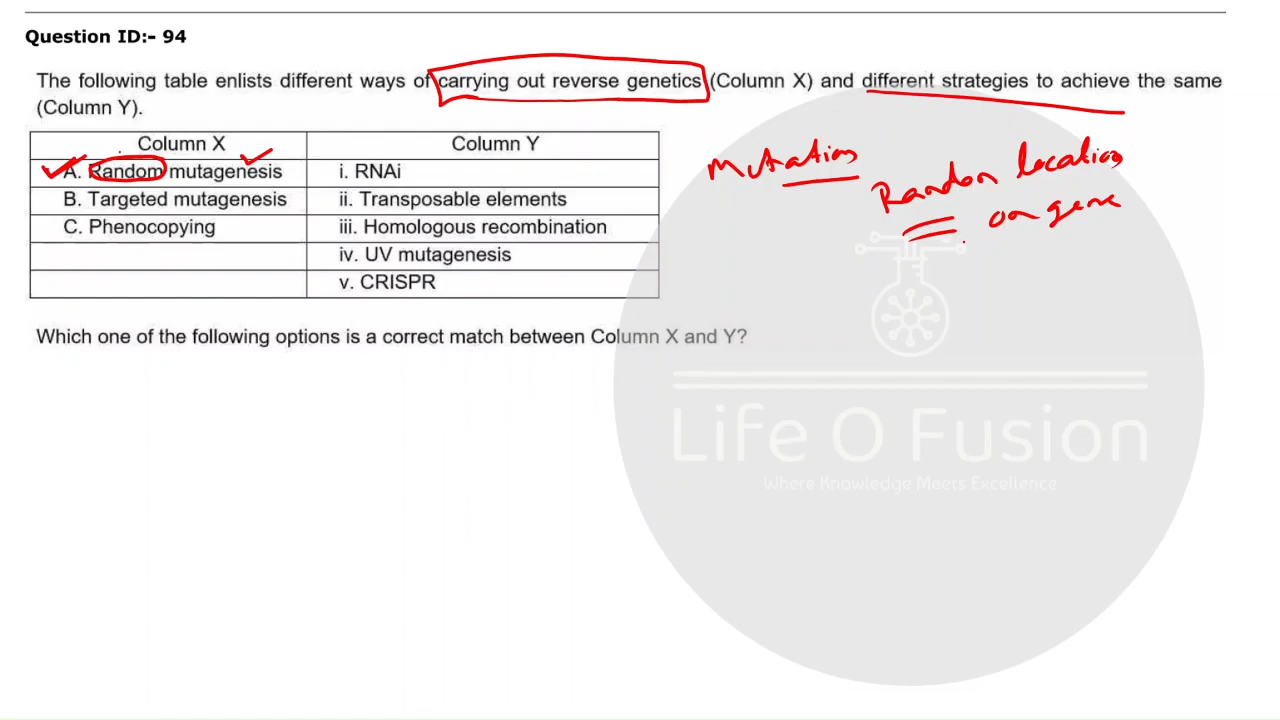 Question ID:- 94
The following table enlists different ways of carrying out reverse genetics (Column X) and different strategies to achieve the same
(Column Y).
Column X Column Y
A. Random mutagenesis i. RNAi
B. Targeted mutagenesis ii. Transposable elements
C. Phenocopying iii. Homologous recombination
iv. UV mutagenesis
v. CRISPR
Mutation
Random location
on gene
Which one of the following options is a correct match between Column X and Y?
Life O Fusion
Where Knowledge Meets Excellence